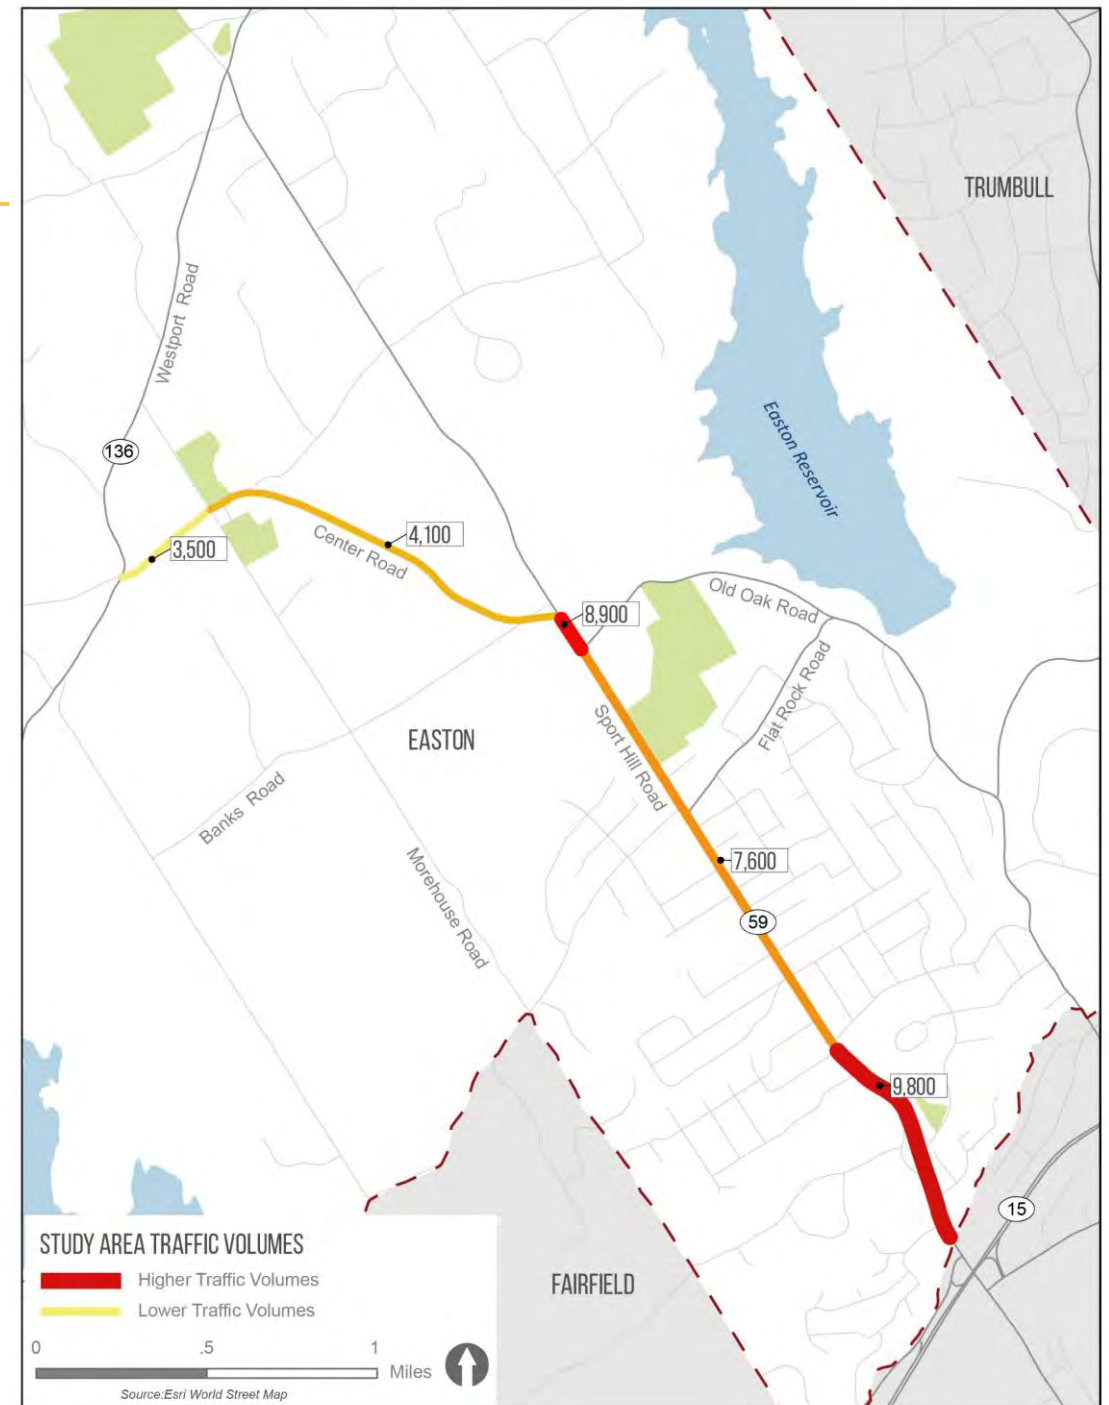 TRUMBULL
Westport Road
136
Easton Reservoir
4,100
3,500
Center Road
Old Oak Road
8,900
Flat Rock Road
Sport Hill Road
EASTON
Banks Road
7,600
Morehouse Road
59
9,800
15
STUDY AREA TRAFFIC VOLUMES
Higher Traffic Volumes
FAIRFIELD
Lower Traffic Volumes
0 .5 1
Miles
Source:Esri World Street Map